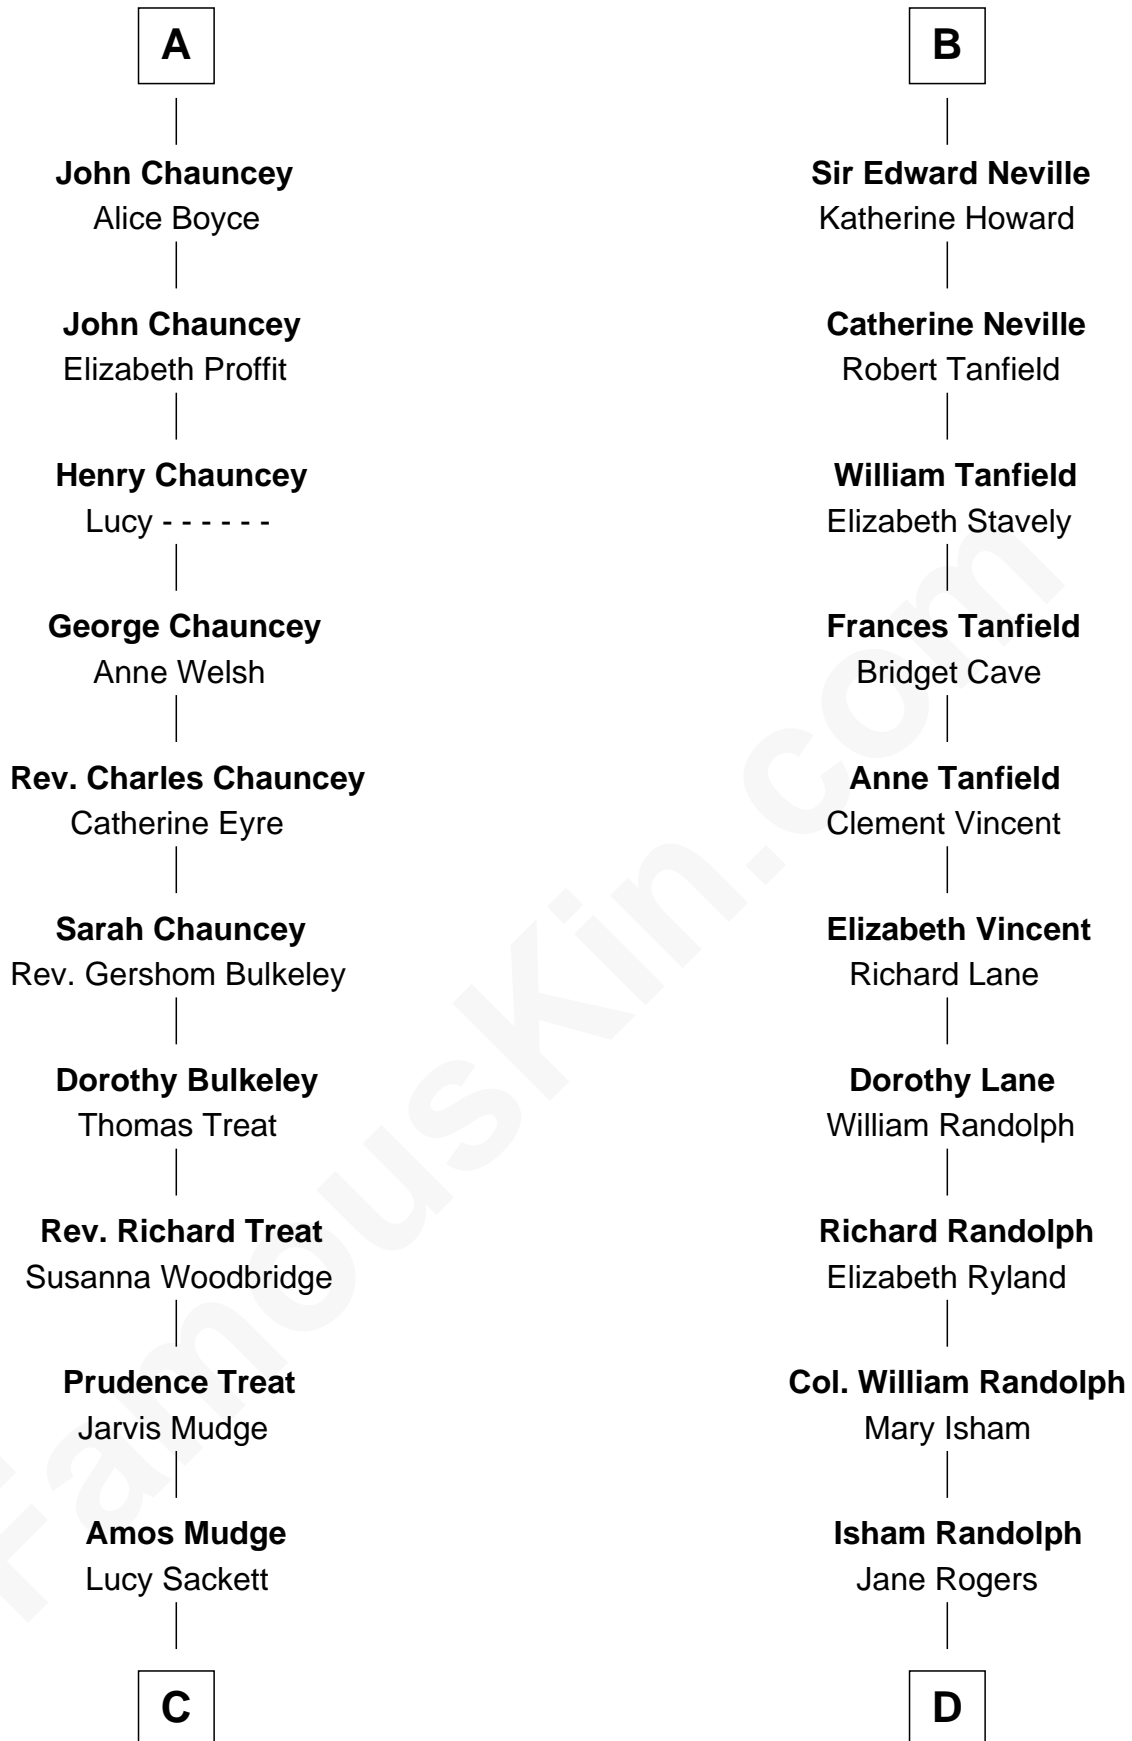 A
John Chauncey
Alice Boyce
John Chauncey
Elizabeth Proffit
Henry Chauncey
Lucy - - - - - -
George Chauncey
Anne Welsh
Rev. Charles Chauncey
Catherine Eyre
Sarah Chauncey
Rev. Gershom Bulkeley
Dorothy Bulkeley
Thomas Treat
Rev. Richard Treat
Susanna Woodbridge
Prudence Treat
Jarvis Mudge
Amos Mudge
Lucy Sackett
C
B
Sir Edward Neville
Katherine Howard
Catherine Neville
Robert Tanfield
William Tanfield
Elizabeth Stavely
Frances Tanfield
Bridget Cave
Anne Tanfield
Clement Vincent
Elizabeth Vincent
Richard Lane
Dorothy Lane
William Randolph
Richard Randolph
Elizabeth Ryland
Col. William Randolph
Mary Isham
Isham Randolph
Jane Rogers
D
FamousKin.com